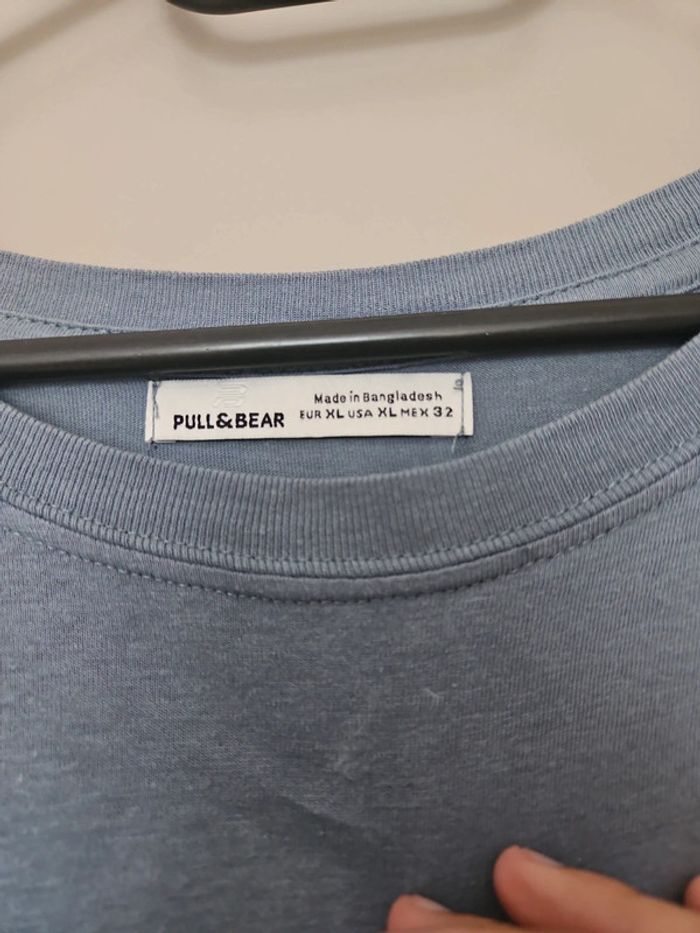 PULL&BEAR
Made in Bangladesh
EUR XL USA XL MEX 32